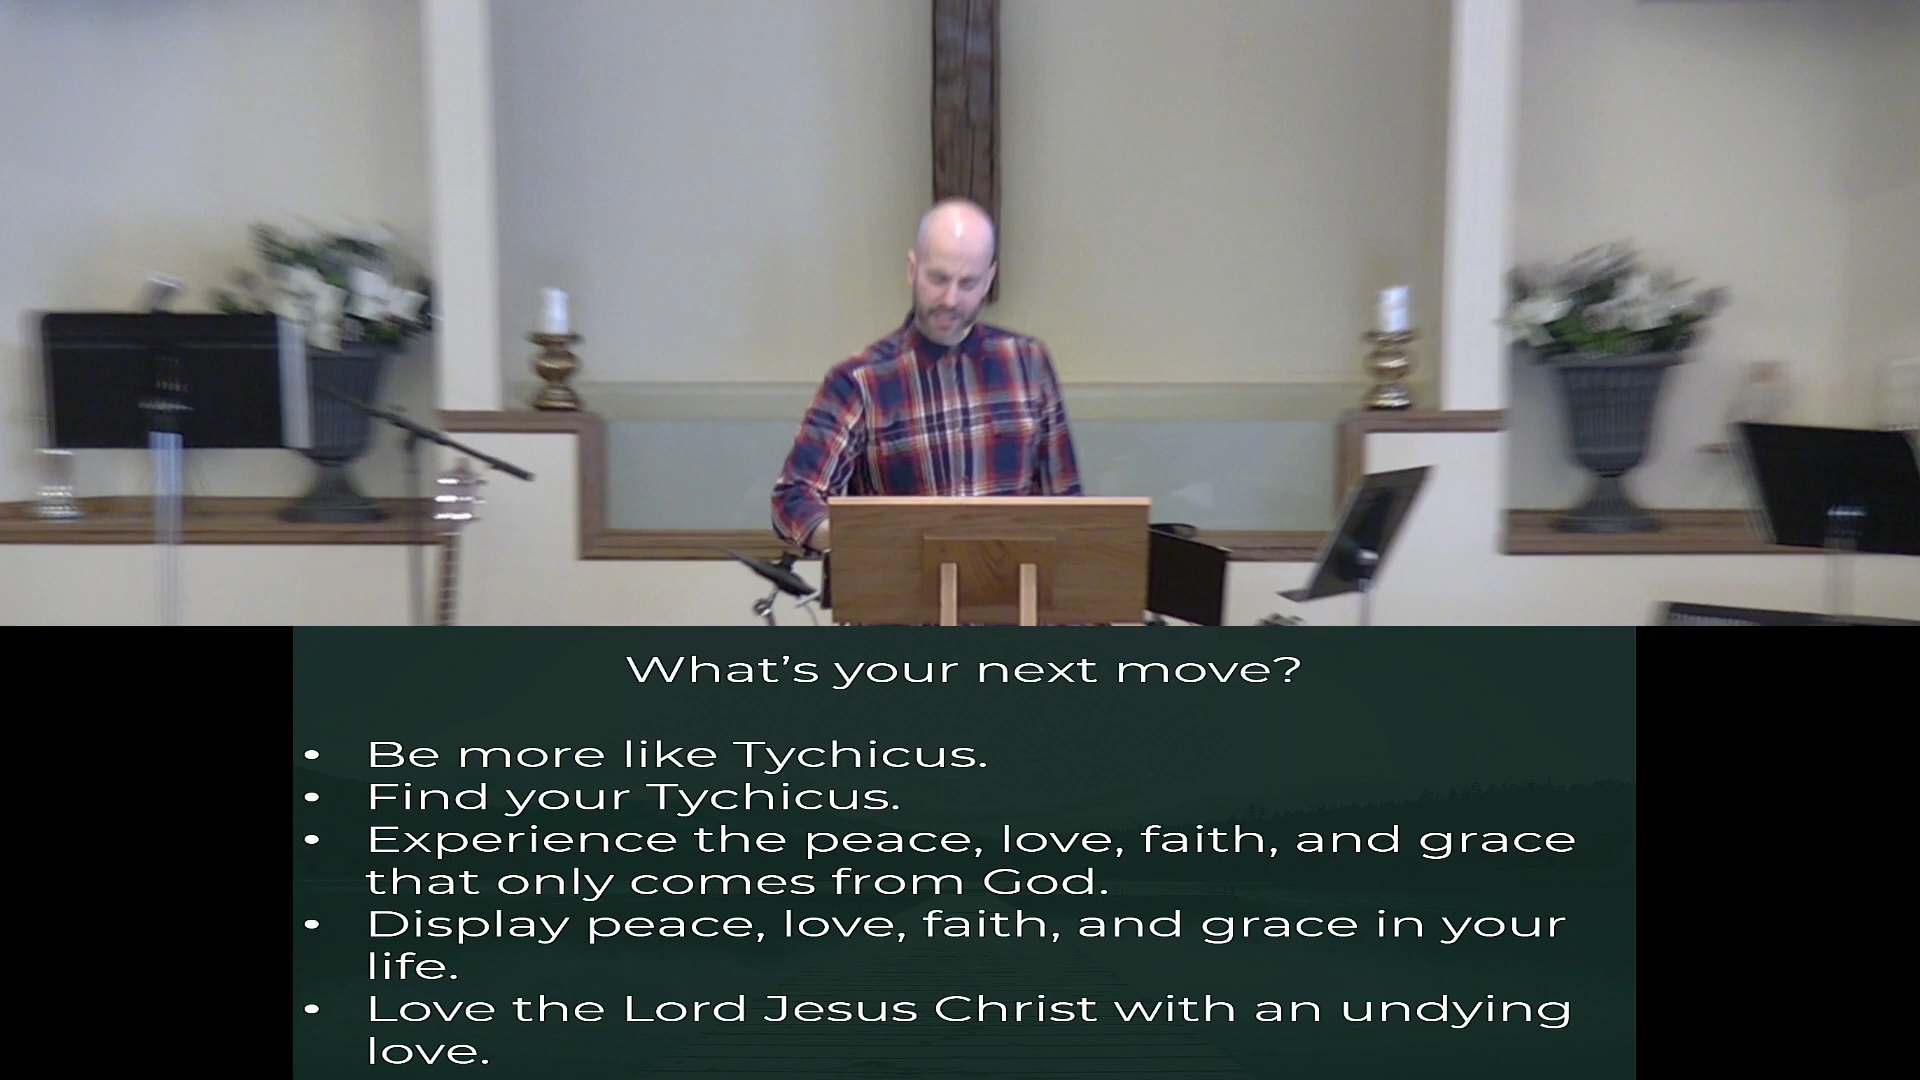 What’s your next move?
• Be more like Tychicus.
• Find your Tychicus.
• Experience the peace, love, faith, and grace
that only comes from God.
• Display peace, love, faith, and grace in your
life.
• Love the Lord Jesus Christ with an undying
love.